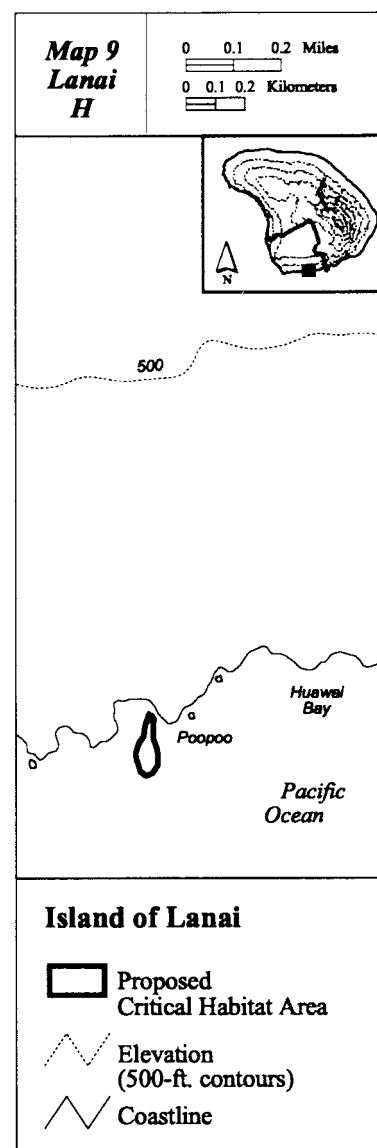 Map 9
Lanai
H
0 0.1 0.2 Miles
0 0.1 0.2 Kilometers
N
500
Huawai
Bay
Poopoo
Pacific
Ocean
Island of Lanai
Proposed
Critical Habitat Area
Elevation
(500-ft. contours)
Coastline